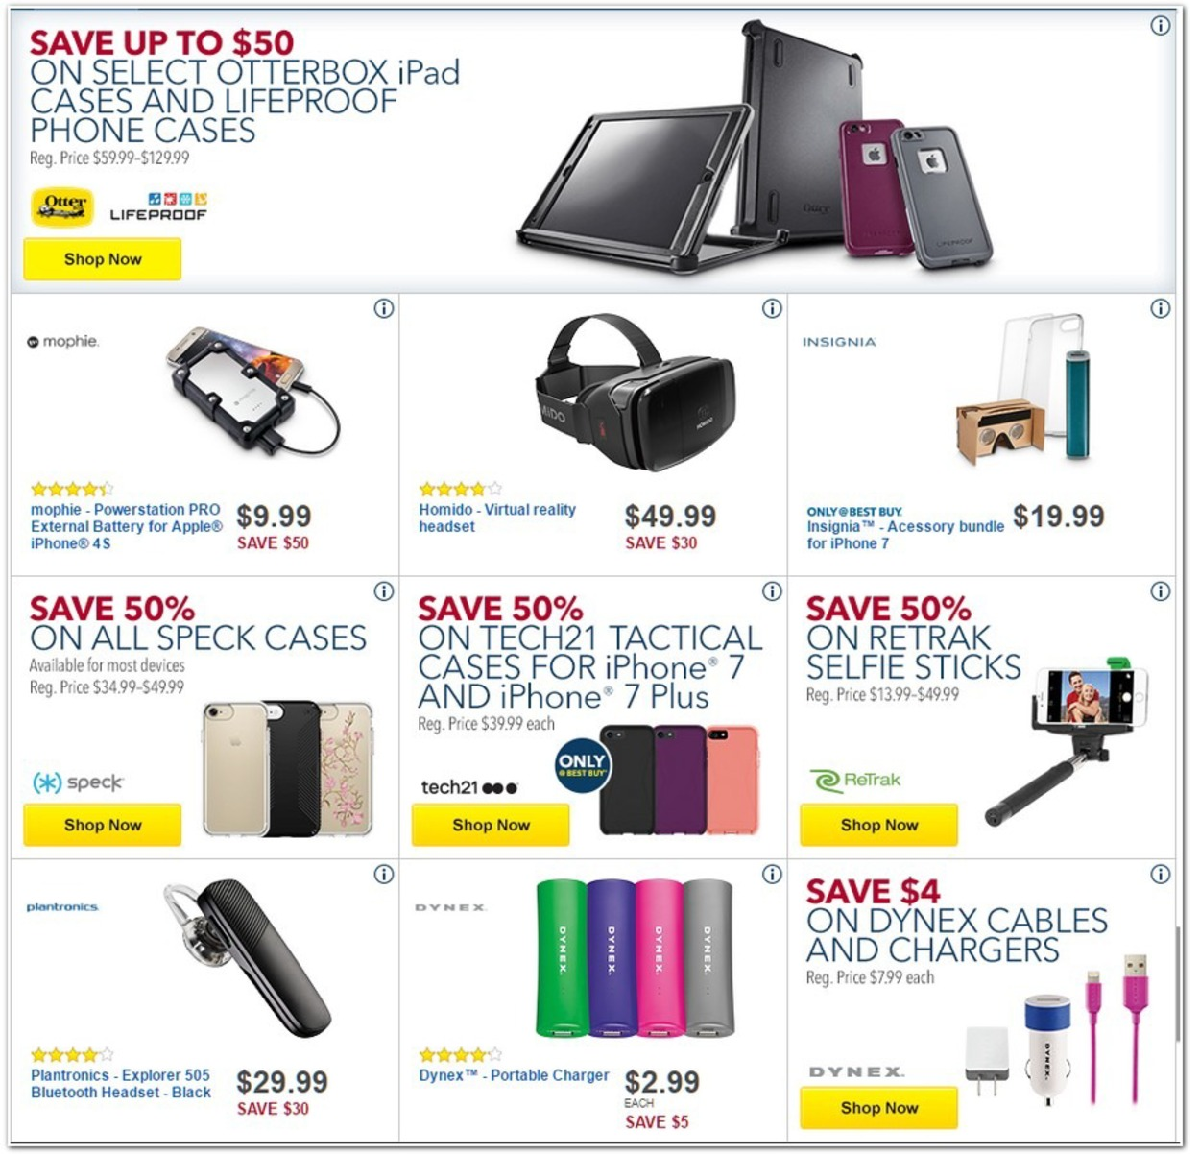 SAVE UP TO $50
ON SELECT OTTERBOX iPad
CASES AND LIFEPROOF
PHONE CASES
Reg. Price $59.99–$129.99
Otter
LIFEPROOF
Shop Now
LIFEPROOF
mophie.
mophie - Powerstation PRO
External Battery for Apple®
iPhone® 4S
$9.99
SAVE $50
MIDO
Homido - Virtual reality
headset
$49.99
SAVE $30
INSIGNIA
ONLY @ BEST BUY.
Insignia™ - Acessory bundle
for iPhone 7
$19.99
SAVE 50%
ON ALL SPECK CASES
Available for most devices
Reg. Price $34.99–$49.99
speck
Shop Now
SAVE 50%
ON TECH21 TACTICAL
CASES FOR iPhone® 7
AND iPhone® 7 Plus
Reg. Price $39.99 each
ONLY
@ BEST BUY
tech21
Shop Now
SAVE 50%
ON RETRAK
SELFIE STICKS
Reg. Price $13.99–$49.99
ReTrak
Shop Now
plantronics.
Plantronics - Explorer 505
Bluetooth Headset - Black
$29.99
SAVE $30
DYNEX.
DYNEX.
DYNEX.
DYNEX.
DYNEX.
Dynex™ - Portable Charger
$2.99
EACH
SAVE $5
SAVE $4
ON DYNEX CABLES
AND CHARGERS
Reg. Price $7.99 each
DYNEX.
DYNEX.
Shop Now